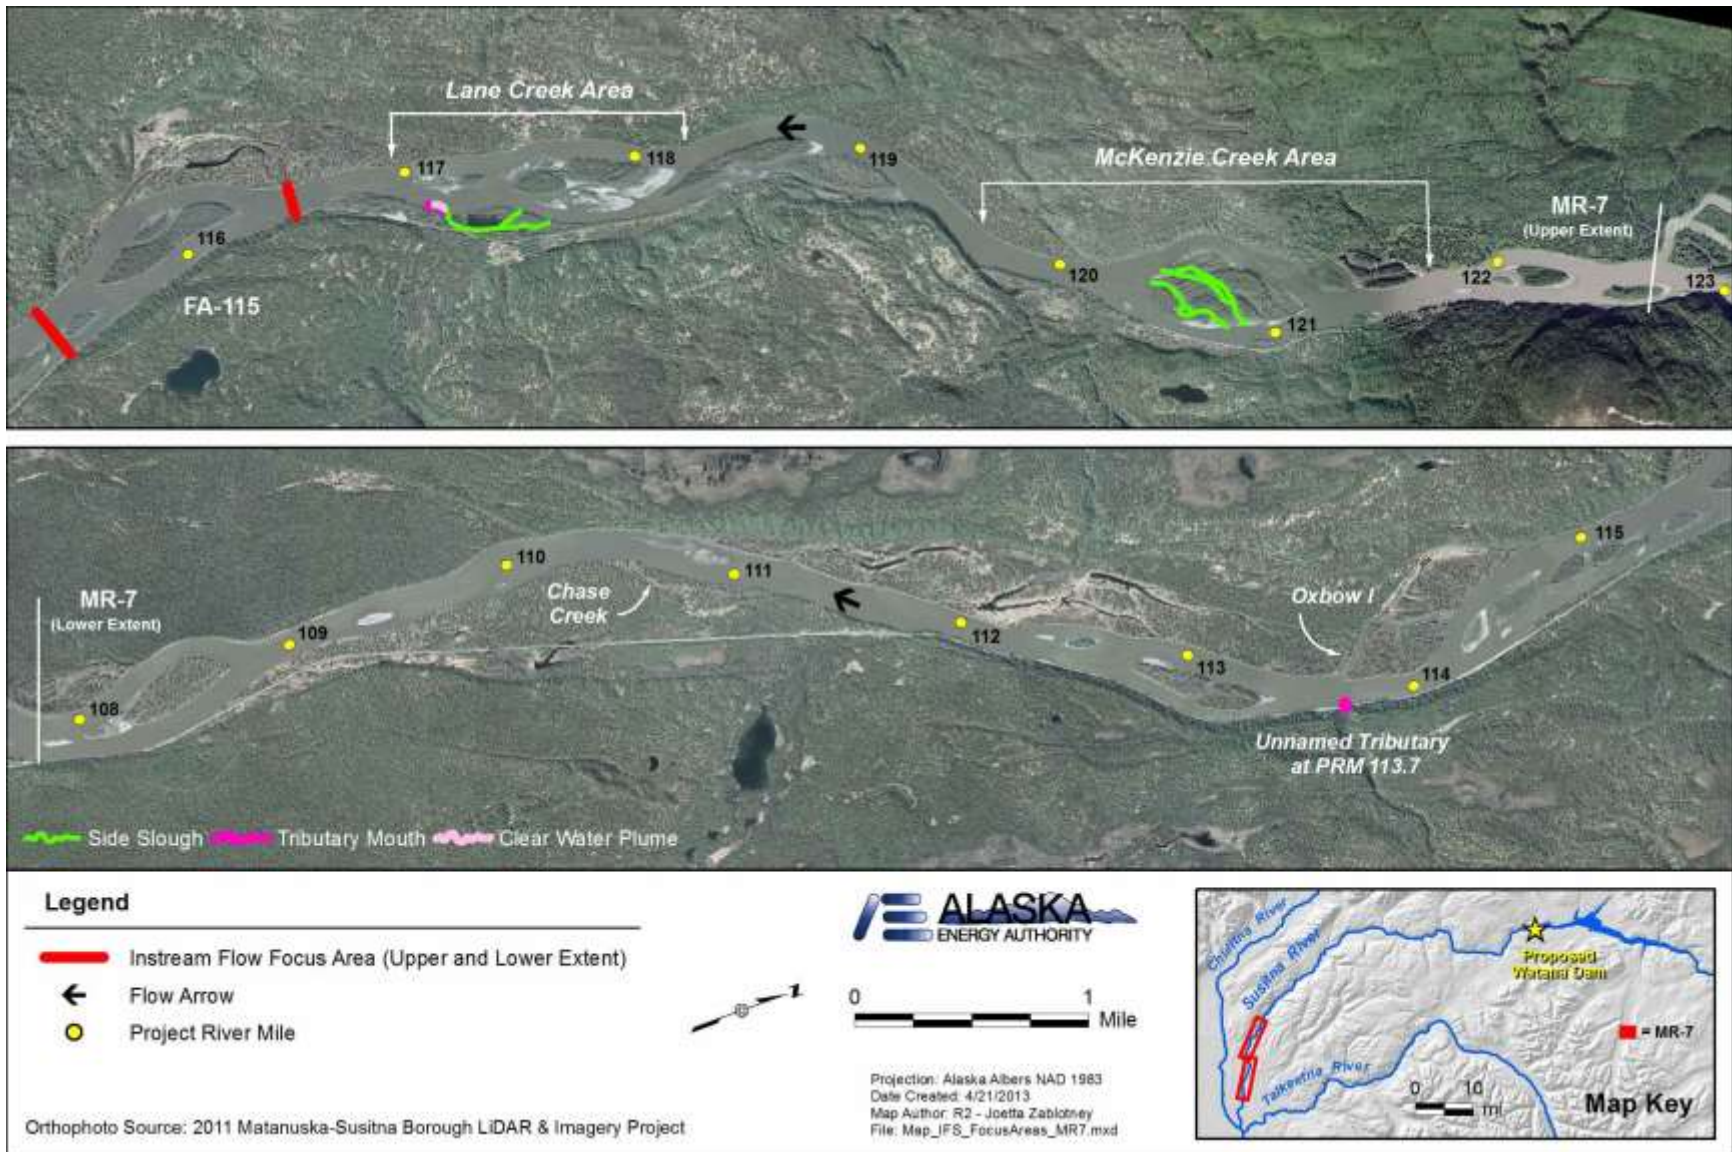 Lane Creek Area
McKenzie Creek Area
MR-7
(Upper Extent)
117
118
119
116
120
121
122
123
FA-115
MR-7
(Lower Extent)
108
109
110
111
112
113
114
115
Chase
Creek
Oxbow I
Unnamed Tributary
at PRM 113.7
Side Slough
Tributary Mouth
Clear Water Plume
Legend
Instream Flow Focus Area (Upper and Lower Extent)
Flow Arrow
Project River Mile
Orthophoto Source: 2011 Matanuska-Susitna Borough LiDAR & Imagery Project
ALASKA
ENERGY AUTHORITY
Z
0 1
Mile
Projection: Alaska Albers NAD 1983
Date Created: 4/21/2013
Map Author: R2 - Joetta Zablotney
File: Map_IFS_FocusAreas_MR7.mxd
Chulitna River
Susitna River
Talkeetna River
Proposed
Watana Dam
= MR-7
0 10
mi
Map Key